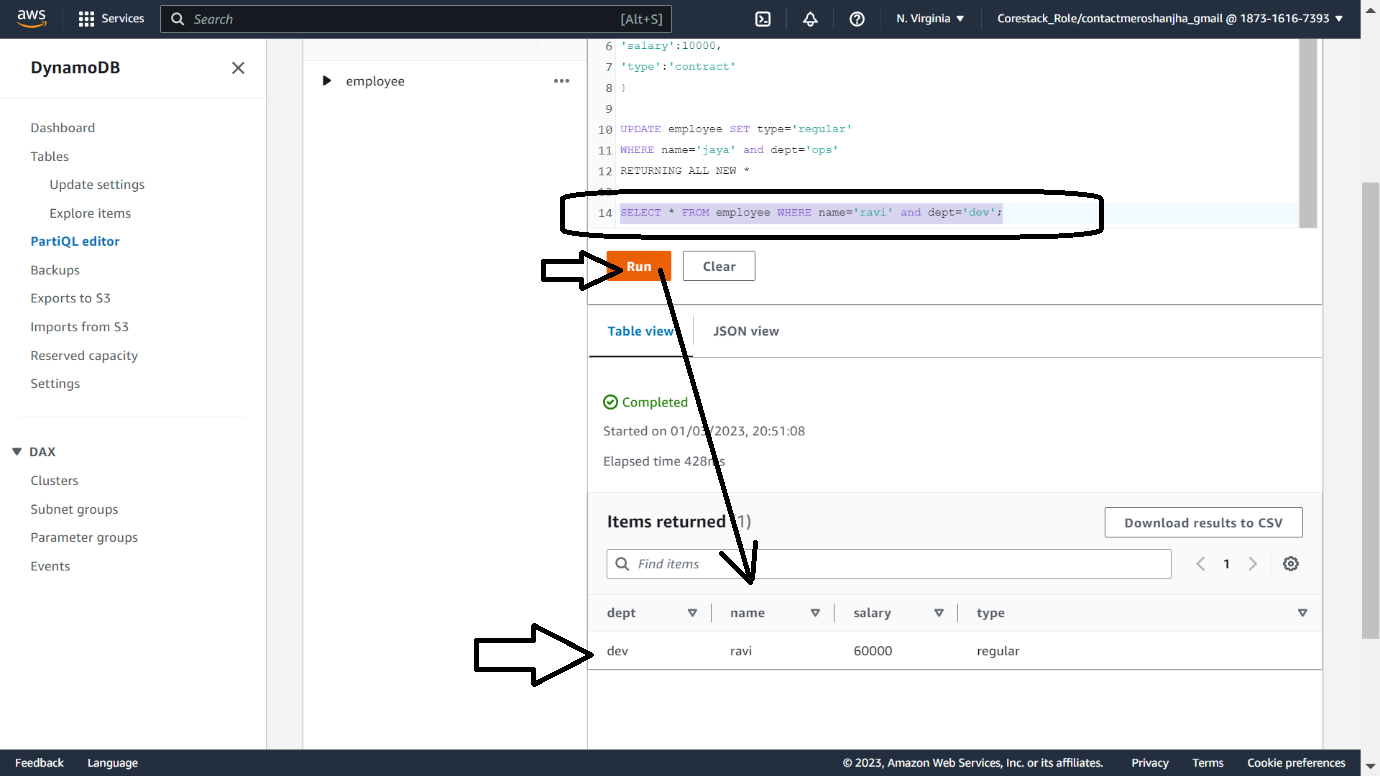 aws Services Search [Alt+S] N. Virginia Corestack_Role/contactmeroshanjha_gmail @ 1873-1616-7393
DynamoDB
Dashboard
Tables
Update settings
Explore items
PartiQL editor
Backups
Exports to S3
Imports from S3
Reserved capacity
Settings
DAX
Clusters
Subnet groups
Parameter groups
Events
employee
6 'salary':10000,
7 'type':'contract'
8 }
9
10 UPDATE employee SET type='regular'
11 WHERE name='jaya' and dept='ops'
12 RETURNING ALL NEW *
13
14 SELECT * FROM employee WHERE name='ravi' and dept='dev';
Run Clear
Table view JSON view
Completed
Started on 01/03/2023, 20:51:08
Elapsed time 428ms
Items returned (1) Download results to CSV
Find items 1
dept name salary type
dev ravi 60000 regular
Feedback Language © 2023, Amazon Web Services, Inc. or its affiliates. Privacy Terms Cookie preferences